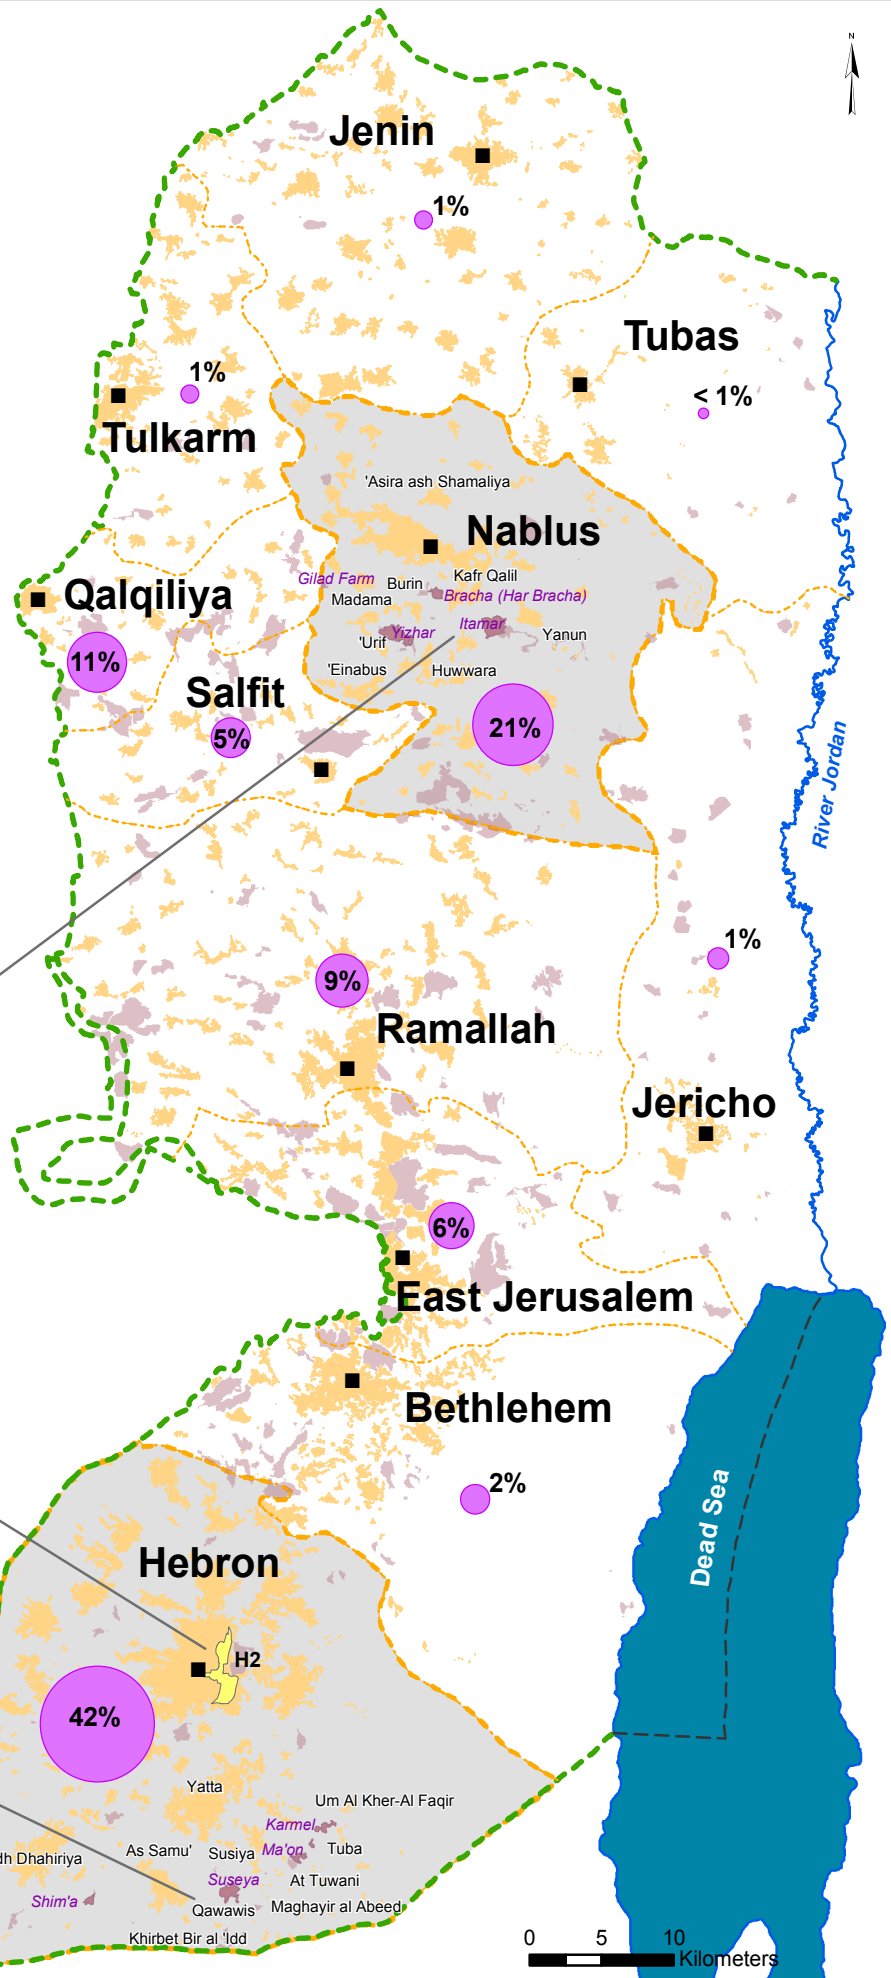 N
Jenin
1%
Tubas
1%
< 1%
Tulkarm
'Asira ash Shamaliya
Nablus
Gilad Farm
Burin
Kafr Qalil
Qalqiliya
Madama
Bracha (Har Bracha)
'Urif
Yizhar
Itamar
Yanun
11%
'Einabus
Huwwara
Salfit
5%
21%
River Jordan
1%
9%
Ramallah
Jericho
6%
East Jerusalem
Bethlehem
2%
Dead Sea
Hebron
H2
42%
Yatta
Um Al Kher-Al Faqir
Karmel
As Samu'
Susiya
Ma'on
Tuba
dh Dhahiriya
Suseya
At Tuwani
Shim'a
Qawawis
Maghayir al Abeed
Khirbet Bir al 'Idd
0 5 10
Kilometers